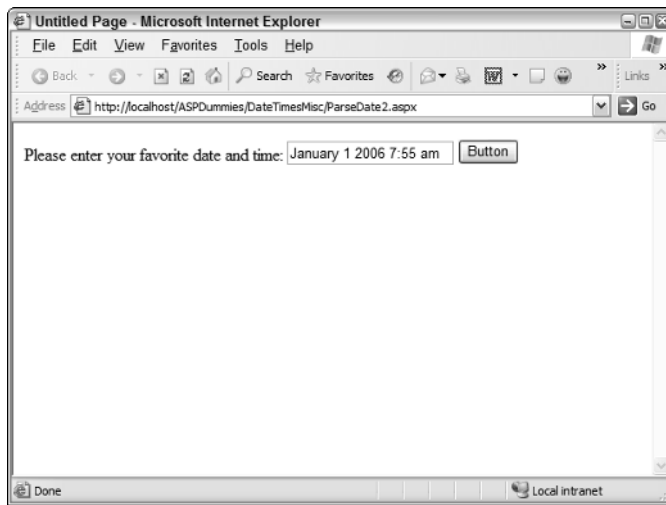 Untitled Page - Microsoft Internet Explorer
File Edit View Favorites Tools Help
Back Search Favorites Links
Address http://localhost/ASPDummies/DateTimesMisc/ParseDate2.aspx Go
Please enter your favorite date and time: January 1 2006 7:55 am Button
Done Local intranet